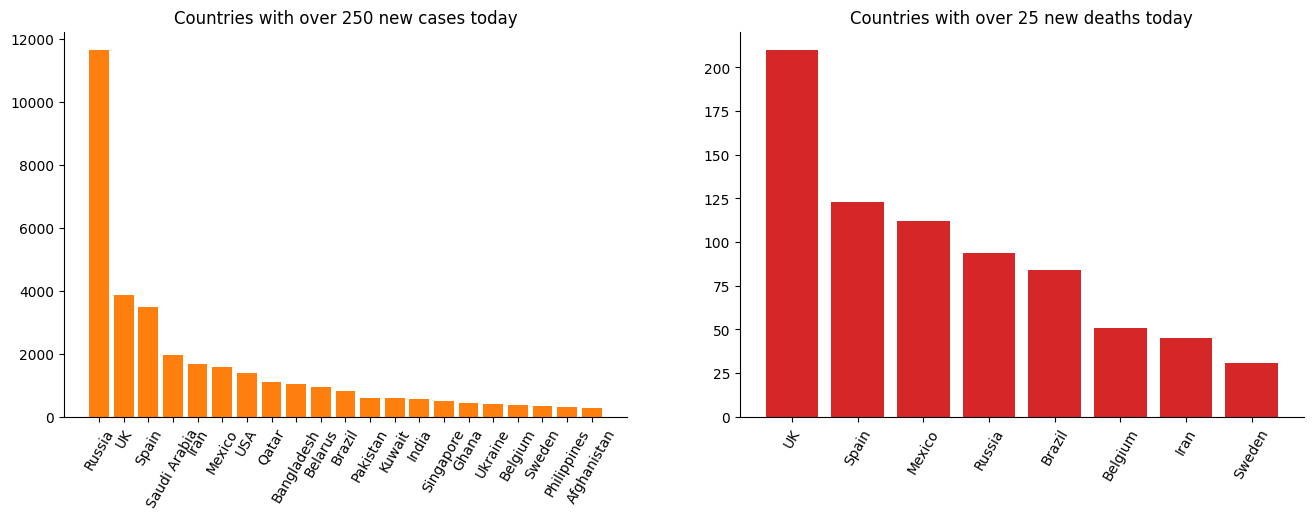 Countries with over 250 new cases today
12000
10000
8000
6000
4000
2000
0
Russia
UK
Spain
Saudi Arabia
Iran
Mexico
USA
Qatar
Bangladesh
Belarus
Brazil
Pakistan
Kuwait
India
Singapore
Ghana
Ukraine
Belgium
Sweden
Philippines
Afghanistan
Countries with over 25 new deaths today
200
175
150
125
100
75
50
25
0
UK
Spain
Mexico
Russia
Brazil
Belgium
Iran
Sweden